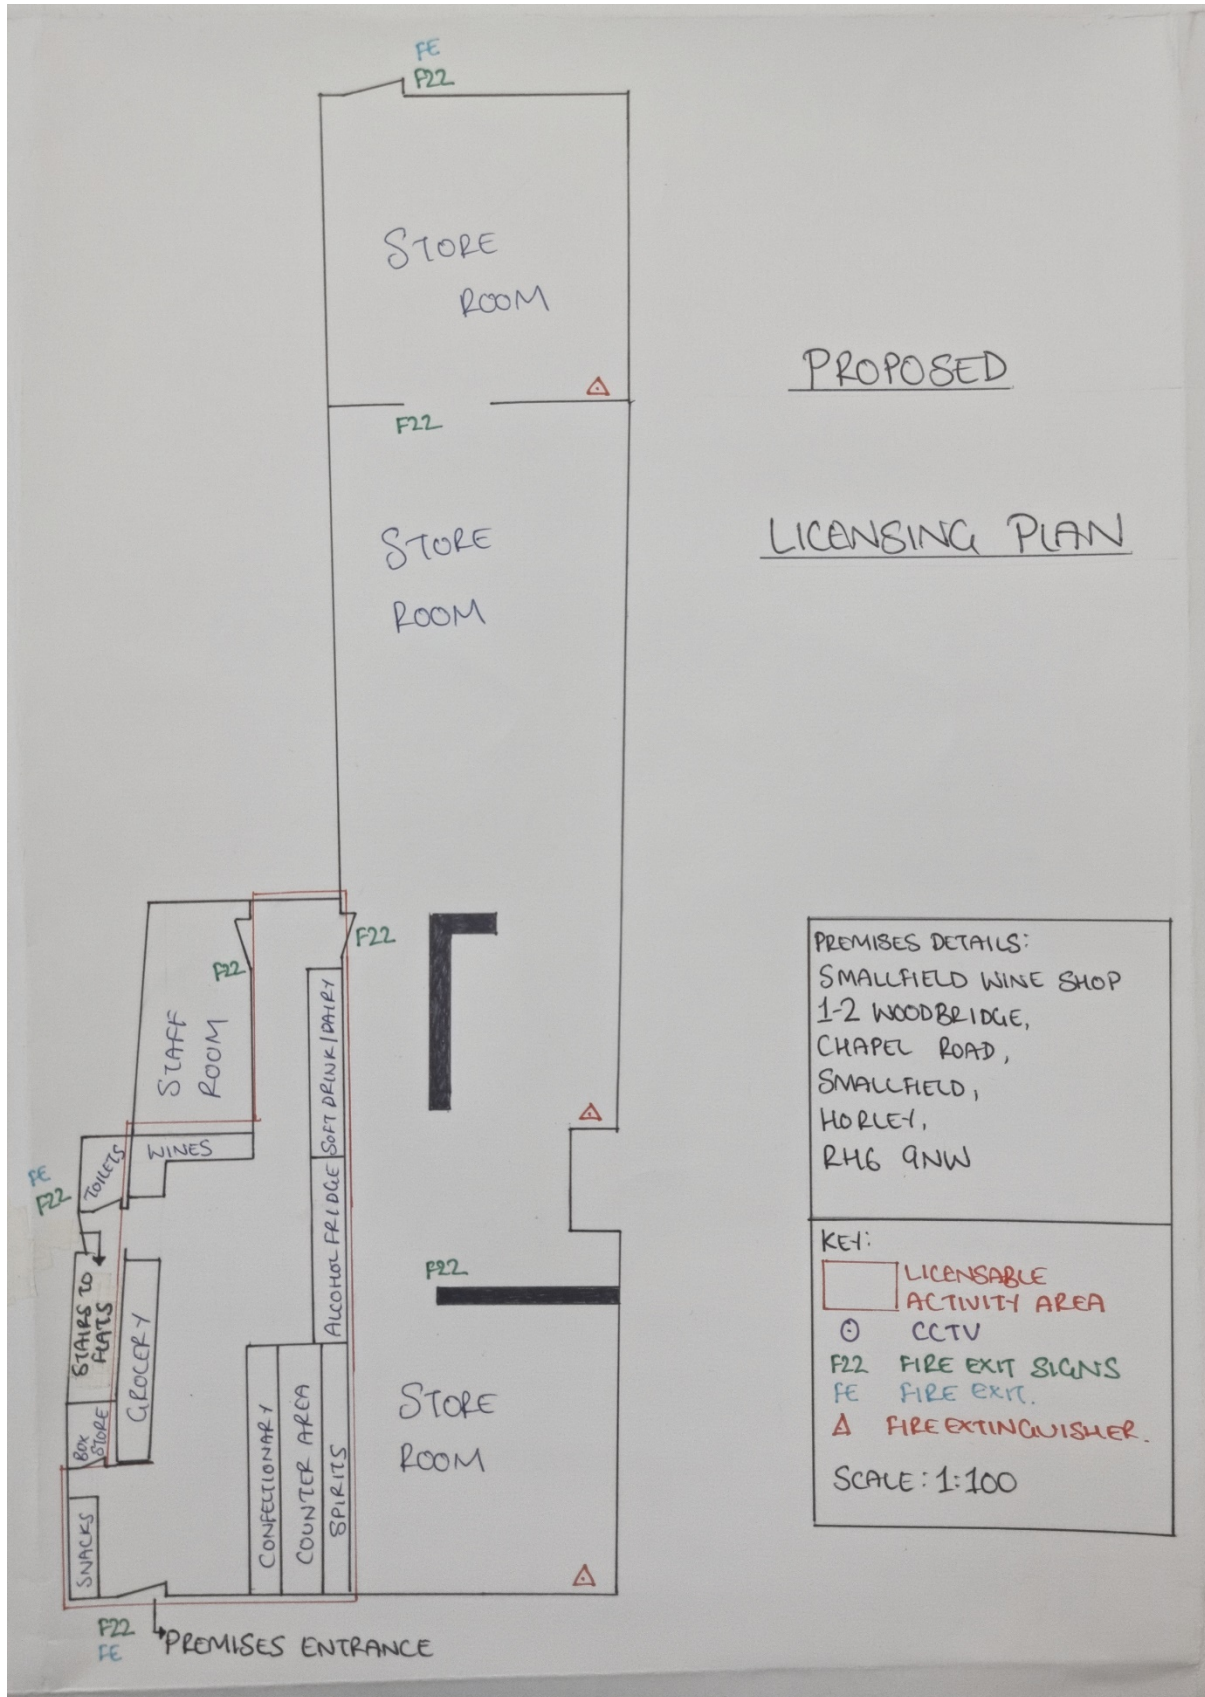 FE
F22
STORE
ROOM
PROPOSED
F22
STORE
ROOM
LICENSING PLAN
F22
F22
STAFF
ROOM
SOFT DRINK/DAIRY
WINES
TOILETS
FE
F22
ALCOHOL FRIDGE
F22
STAIRS TO
FLATS
GROCERY
BOX
STORE
STORE
ROOM
CONFECTIONARY
COUNTER AREA
SPIRITS
SNACKS
F22
FE
PREMISES ENTRANCE
PREMISES DETAILS:
SMALLFIELD WINE SHOP
1-2 WOODBRIDGE,
CHAPEL ROAD,
SMALLFIELD,
HORLEY,
RH6 9NW
KEY:
LICENSABLE
ACTIVITY AREA
CCTV
F22 FIRE EXIT SIGNS
FE FIRE EXIT.
FIRE EXTINGUISHER.
SCALE: 1:100